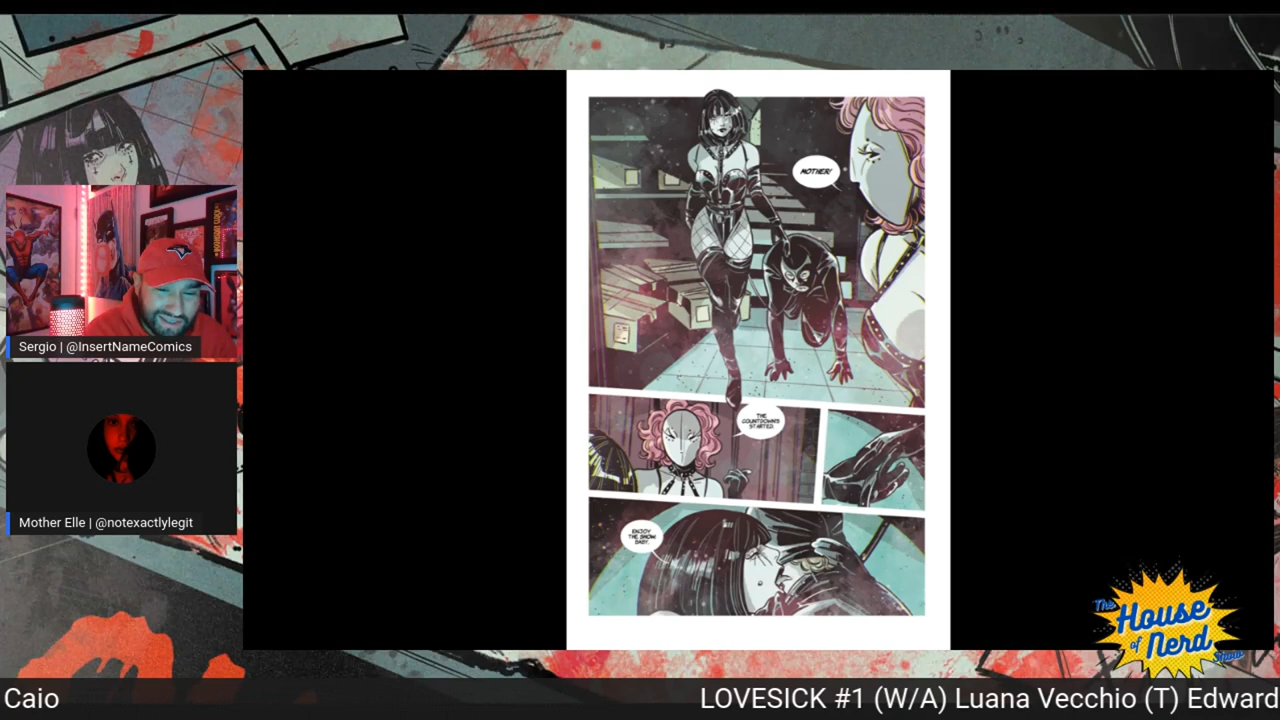 MOTHER!
THE
COUNTDOWN'S
STARTED.
ENJOY
THE SHOW
BABY.
Sergio | @InsertNameComics
Mother Elle | @notexactlylegit
The
House
of Nerd
Caio
LOVESICK #1 (W/A) Luana Vecchio (T) Edward